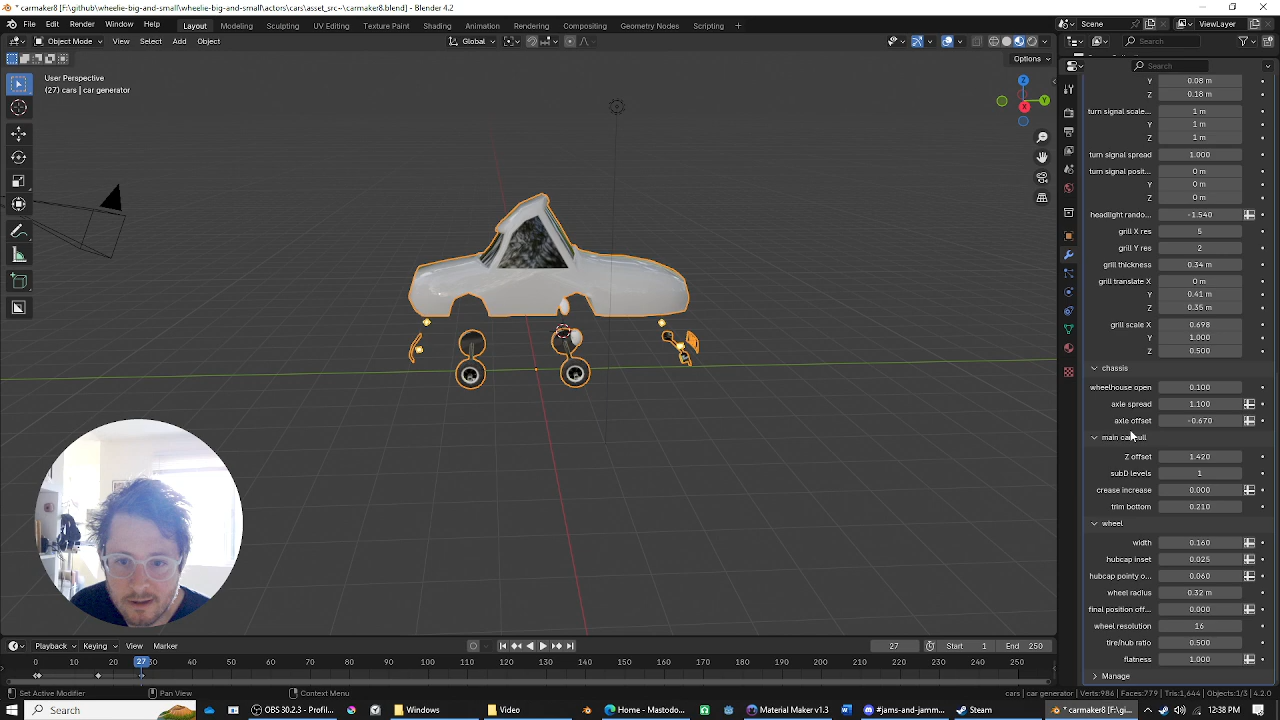 * carmaker8 [F:\github\wheelie-big-and-small\wheelie-big-and-small\actors\cars\asset_src--\carmaker8.blend] - Blender 4.2
File Edit Render Window Help Layout Modeling Sculpting UV Editing Texture Paint Shading Animation Rendering Compositing Geometry Nodes Scripting + Scene ViewLayer
Object Mode View Select Add Object Global Search
Options Search
User Perspective
(27) cars | car generator
Z
Y
X
Y 0.08 m
Z 0.18 m
turn signal scale... 1 m
Y 1 m
Z 1 m
turn signal spread 1.000
turn signal posit... 0 m
Y 0 m
Z 0 m
headlight rando... -1.540
grill X res 5
grill Y res 2
grill thickness 0.34 m
grill translate X 0 m
Y 0.41 m
Z 0.35 m
grill scale X 0.698
Y 1.000
Z 0.500
chassis
wheelhouse open 0.100
axle spread 1.100
axle offset -0.670
main car
Z offset 1.420
subD levels 1
crease increase 0.000
trim bottom 0.210
wheel
width 0.160
hubcap inset 0.025
hubcap pointy o... 0.060
wheel radius 0.32 m
final position off... 0.000
wheel resolution 16
tire/hub ratio 0.500
flatness 1.000
Manage
Playback Keying View Marker 27 Start 1 End 250
0 10 20 27 30 40 50 60 70 80 90 100 110 120 130 140 150 160 170 180 190 200 210 220 230 240 250
Set Active Modifier Pan View Context Menu cars | car generator | Verts:986 | Faces:779 | Tris:1,644 | Objects:1/3 | 4.2.0
Search OBS 30.2.3 - Profil... Windows Video Home - Mastodo... Material Maker v1.3 #jams-and-jamm... Steam * carmaker8 [F:\gi... 12:38 PM